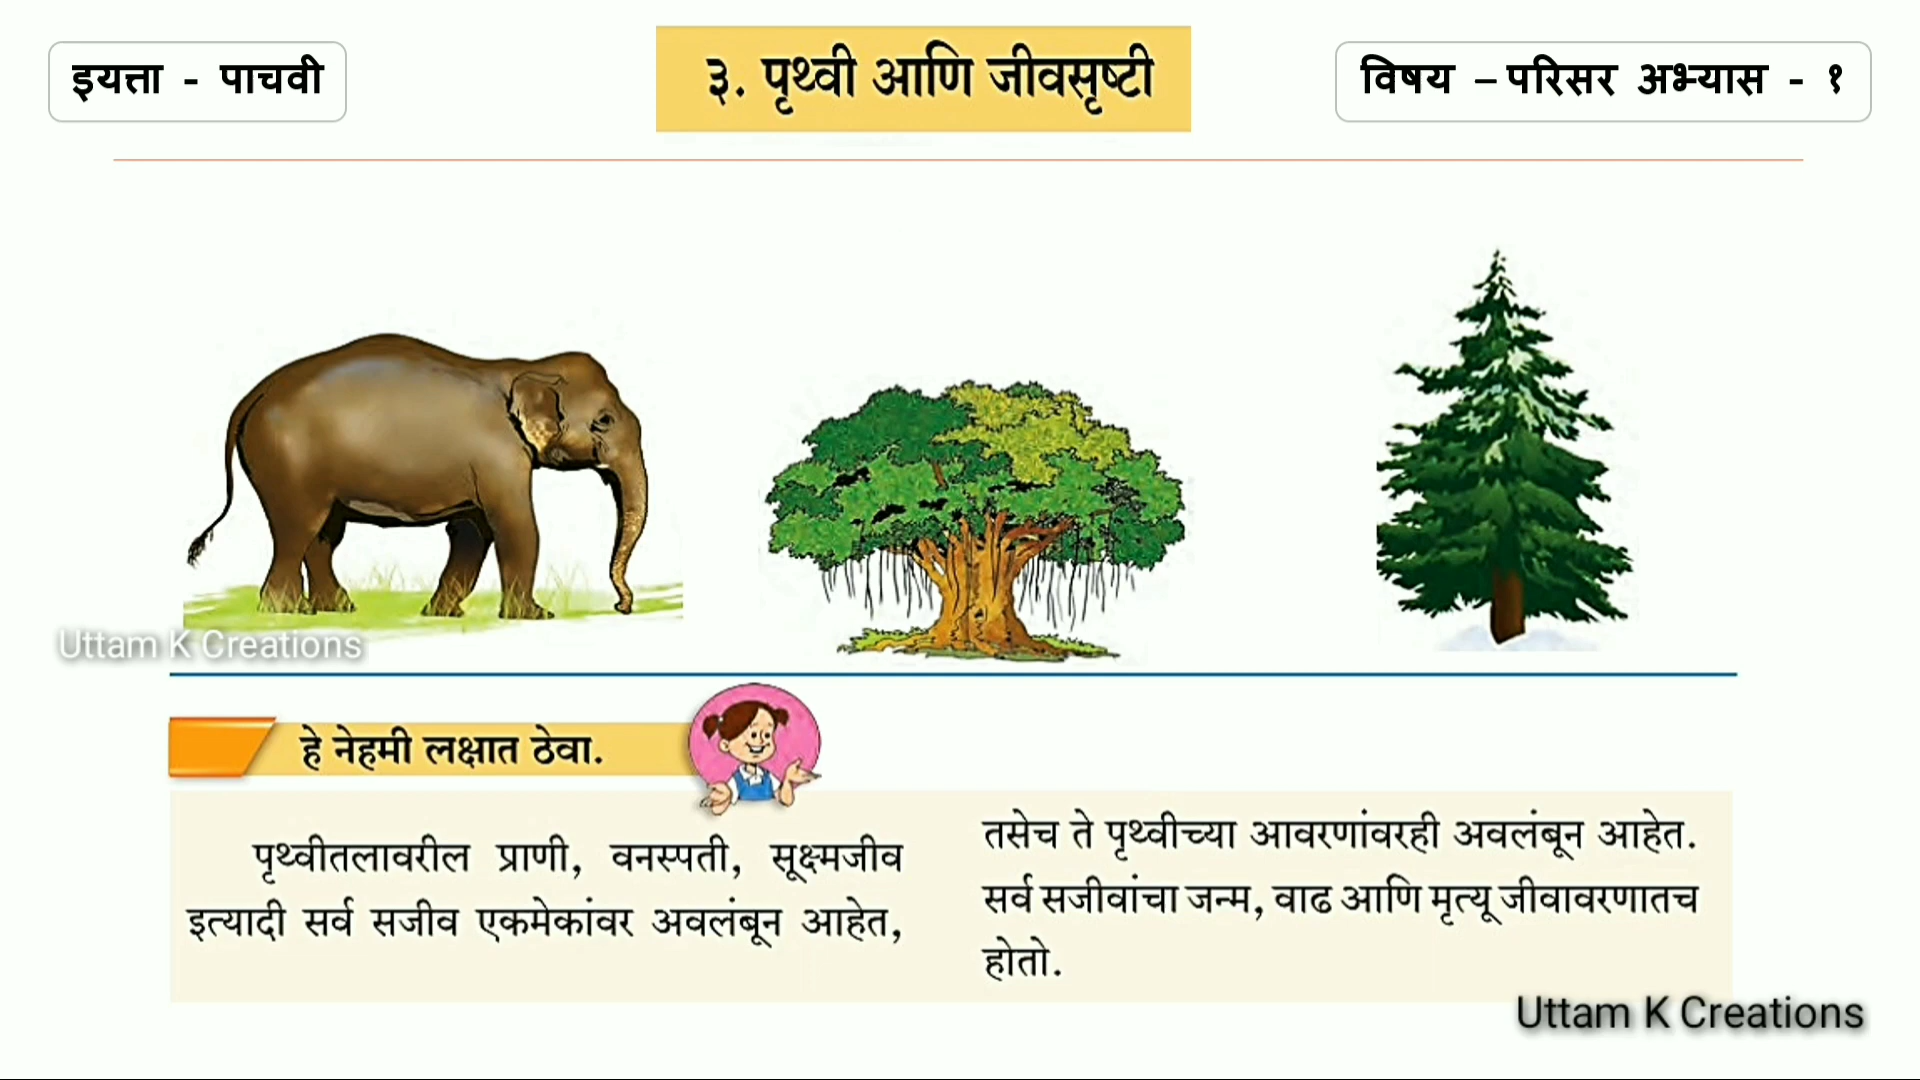 इयत्ता - पाचवी
३. पृथ्वी आणि जीवसृष्टी
विषय – परिसर अभ्यास - १
Uttam K Creations
हे नेहमी लक्षात ठेवा.
पृथ्वीतलावरील प्राणी, वनस्पती, सूक्ष्मजीव
इत्यादी सर्व सजीव एकमेकांवर अवलंबून आहेत,
तसेच ते पृथ्वीच्या आवरणांवरही अवलंबून आहेत.
सर्व सजीवांचा जन्म, वाढ आणि मृत्यू जीवावरणातच
होतो.
Uttam K Creations